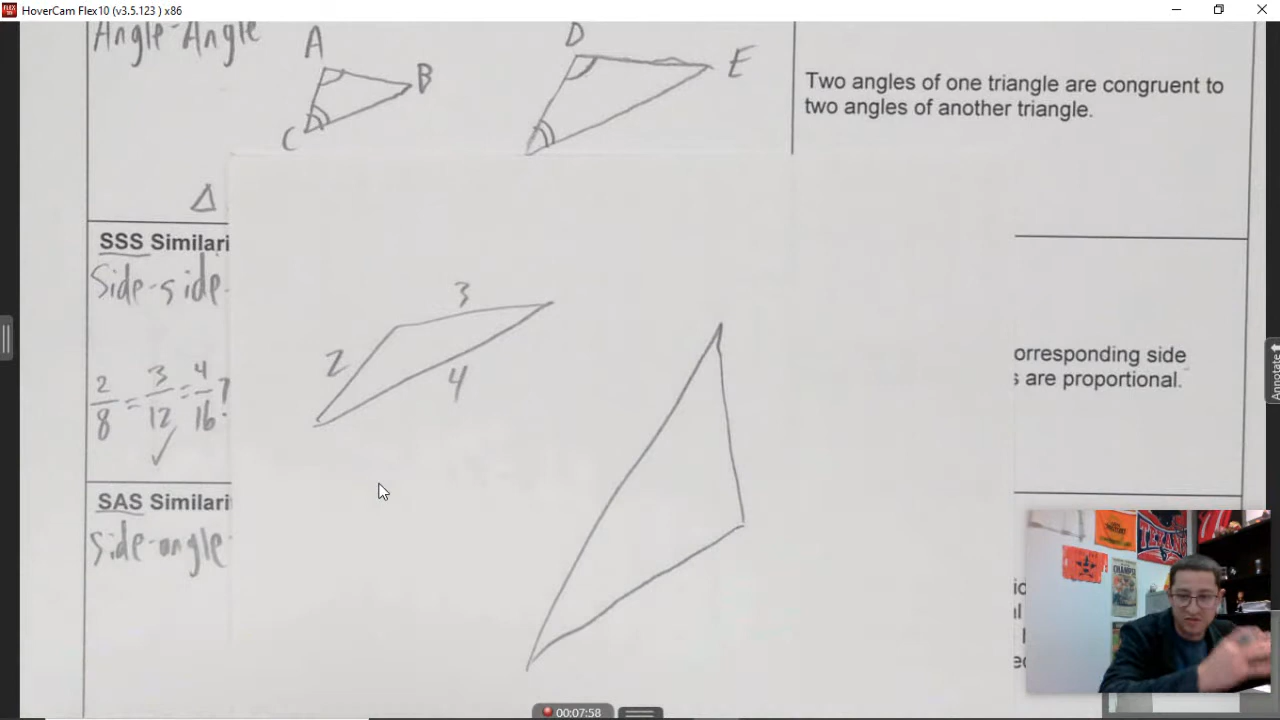 HoverCam Flex10 (v3.5.123) x86
Angle-Angle
A
B
C
D
E
Two angles of one triangle are congruent to
two angles of another triangle.
Δ
SSS Similari
Side-side-
2/8 = 3/12 = 4/16 ?
✓
3
2
4
orresponding side
s are proportional.
SAS Similari
side-angle-
TEXANS
Annotate
00:07:58